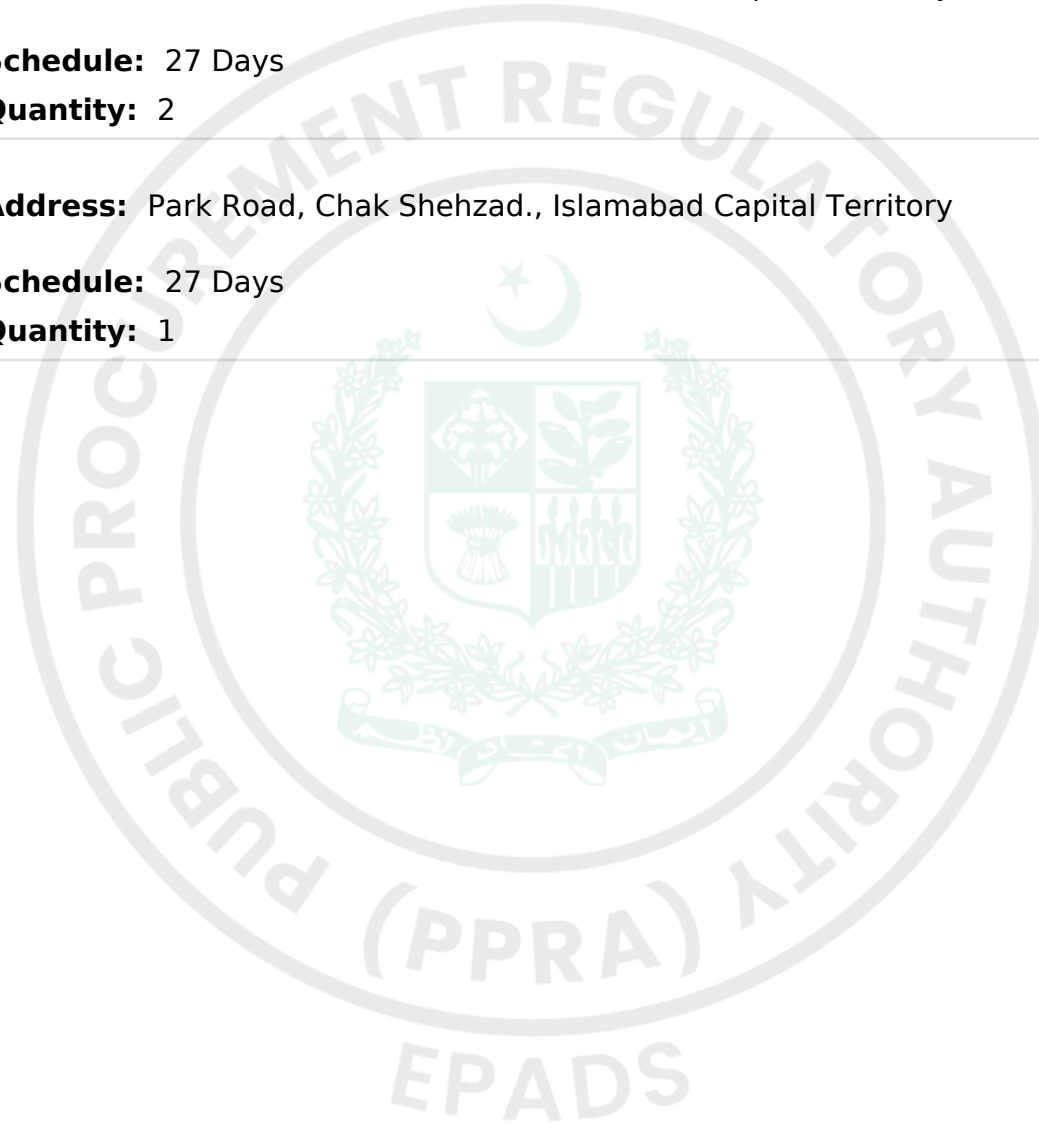 Schedule: 27 Days
Quantity: 2
Address: Park Road, Chak Shehzad., Islamabad Capital Territory
Schedule: 27 Days
Quantity: 1
PUBLIC PROCUREMENT REGULATORY AUTHORITY
(PPRA)
EPADS